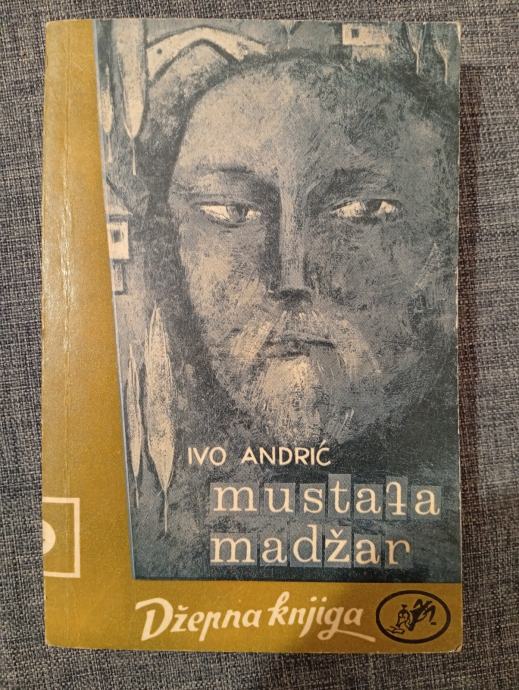 IVO ANDRIĆ
mustafa
madžar
Džepna knjiga